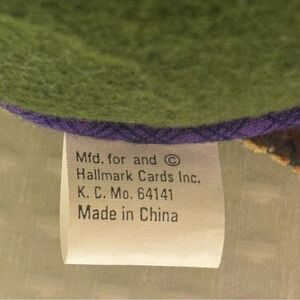 Mfd. for and ©
Hallmark Cards Inc.
K. C. Mo. 64141
Made in China